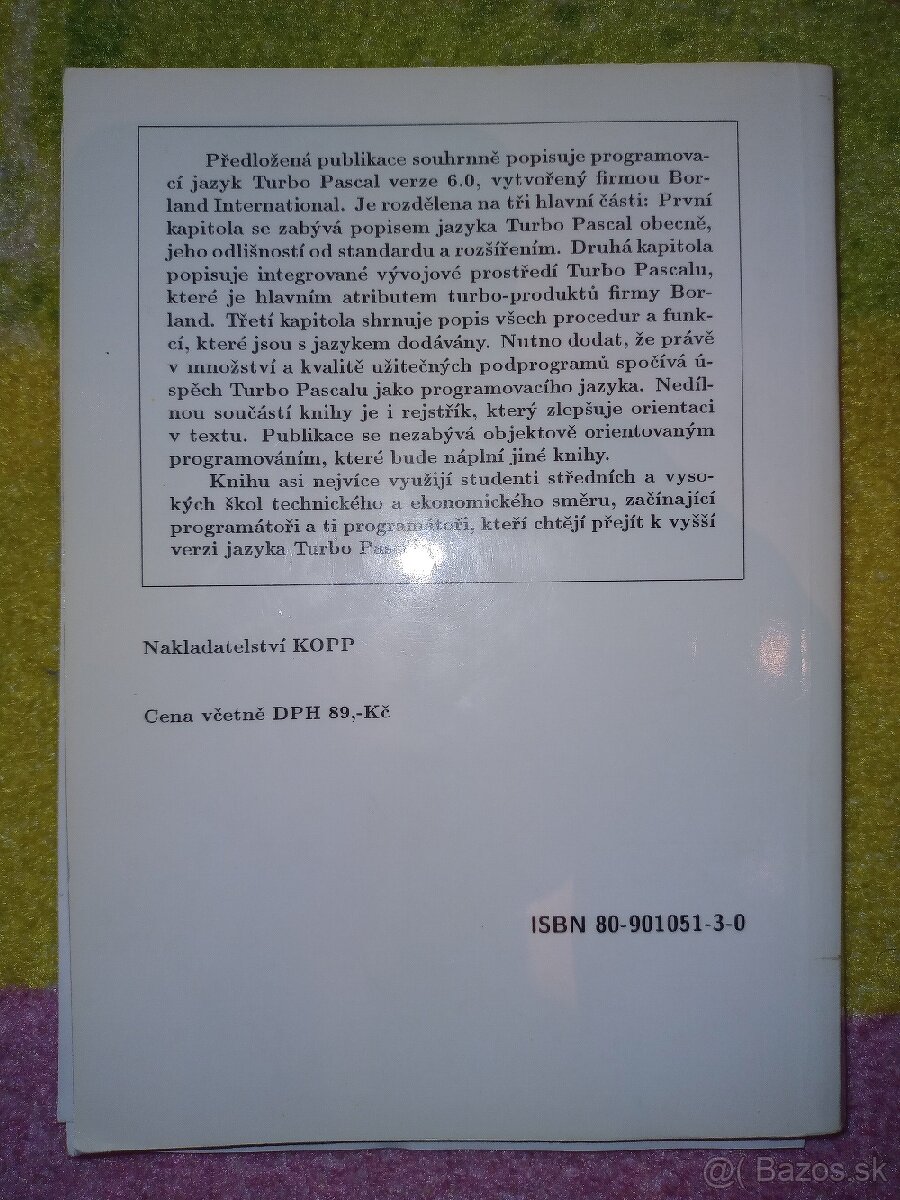 Předložená publikace souhrnně popisuje programova-
cí jazyk Turbo Pascal verze 6.0, vytvořený firmou Bor-
land International. Je rozdělena na tři hlavní části: První
kapitola se zabývá popisem jazyka Turbo Pascal obecně,
jeho odlišností od standardu a rozšířením. Druhá kapitola
popisuje integrované vývojové prostředí Turbo Pascalu,
které je hlavním atributem turbo-produktů firmy Bor-
land. Třetí kapitola shrnuje popis všech procedur a funk-
cí, které jsou s jazykem dodávány. Nutno dodat, že právě
v množství a kvalitě užitečných podprogramů spočívá ú-
spěch Turbo Pascalu jako programovacího jazyka. Nedíl-
nou součástí knihy je i rejstřík, který zlepšuje orientaci
v textu. Publikace se nezabývá objektově orientovaným
programováním, které bude náplní jiné knihy.
Knihu asi nejvíce využijí studenti středních a vyso-
kých škol technického a ekonomického směru, začínající
programátoři a ti programátoři, kteří chtějí přejít k vyšší
verzi jazyka Turbo
Nakladatelství KOPP
Cena včetně DPH 89,-Kč
ISBN 80-901051-3-0
@( Bazos.sk